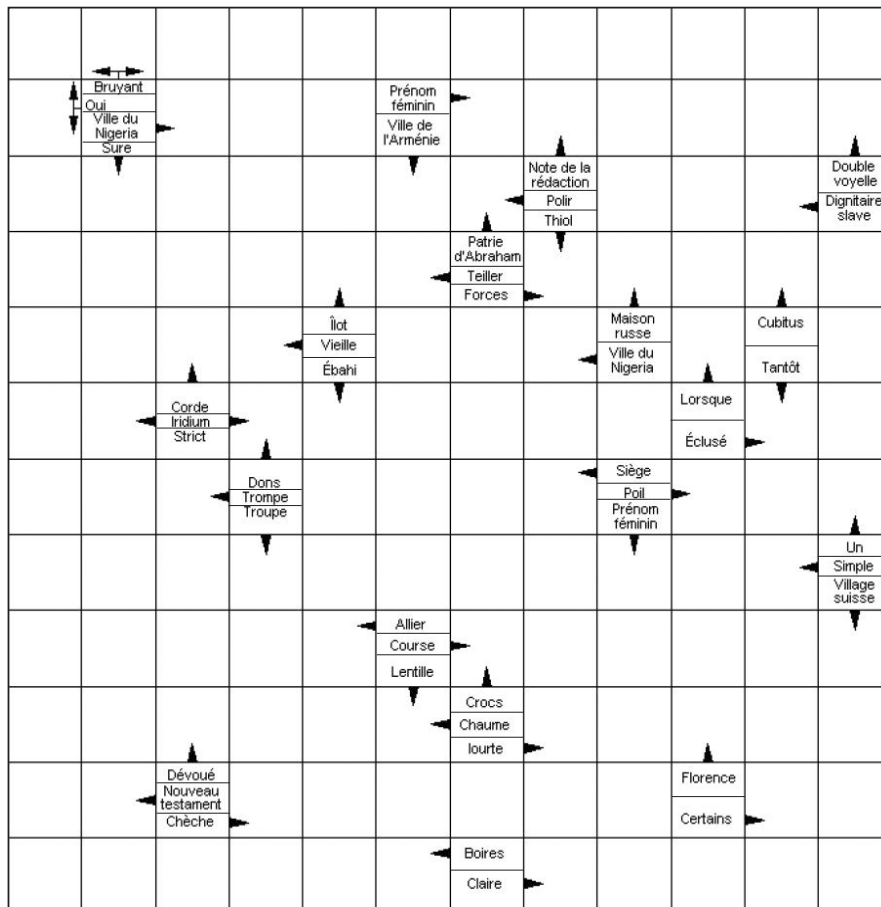 Bruyant
Oui
Ville du
Nigeria
Sure
Prénom
féminin
Ville de
l'Arménie
Note de la
rédaction
Polir
Thiol
Double
voyelle
Dignitaire
slave
Patrie
d'Abraham
Teiller
Forces
Îlot
Vieille
Ébahi
Maison
russe
Ville du
Nigeria
Cubitus
Tantôt
Corde
Iridium
Strict
Lorsque
Éclusé
Dons
Trompe
Troupe
Siège
Poil
Prénom
féminin
Un
Simple
Village
suisse
Allier
Course
Lentille
Crocs
Chaume
Iourte
Dévoué
Nouveau
testament
Chèche
Florence
Certains
Boires
Claire